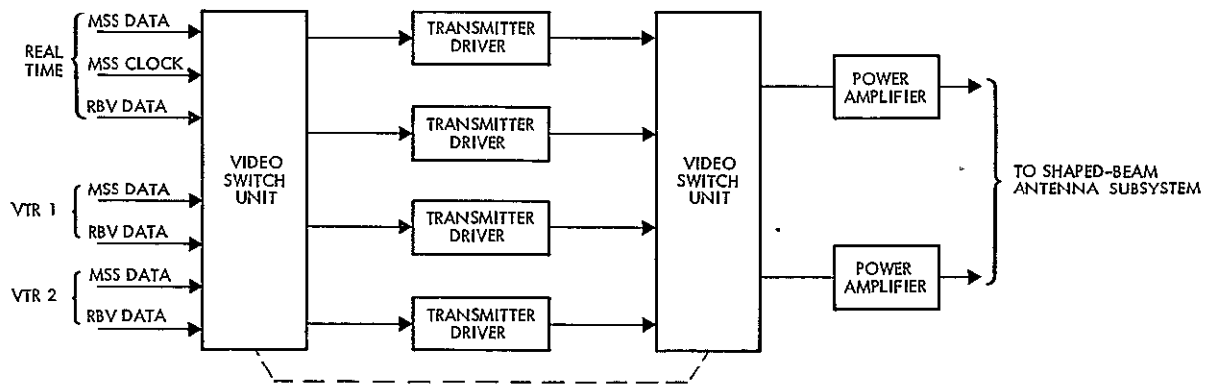 REAL
TIME
MSS DATA
MSS CLOCK
RBV DATA
VTR 1
MSS DATA
RBV DATA
VTR 2
MSS DATA
RBV DATA
VIDEO
SWITCH
UNIT
TRANSMITTER
DRIVER
TRANSMITTER
DRIVER
TRANSMITTER
DRIVER
TRANSMITTER
DRIVER
VIDEO
SWITCH
UNIT
POWER
AMPLIFIER
POWER
AMPLIFIER
TO SHAPED-BEAM
ANTENNA SUBSYSTEM